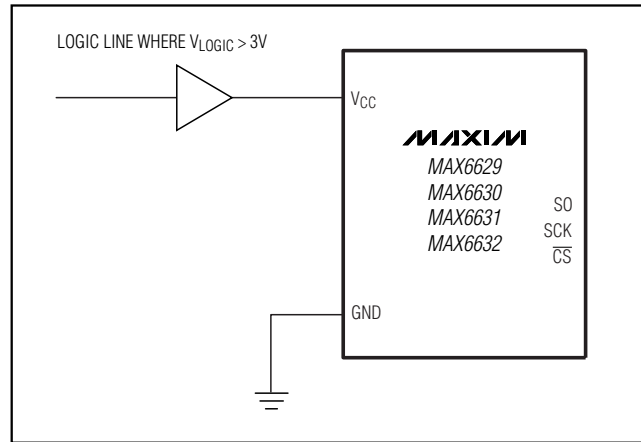 LOGIC LINE WHERE VLOGIC > 3V
VCC
MAXIM
MAX6629
MAX6630
MAX6631
MAX6632
SO
SCK
CS
GND